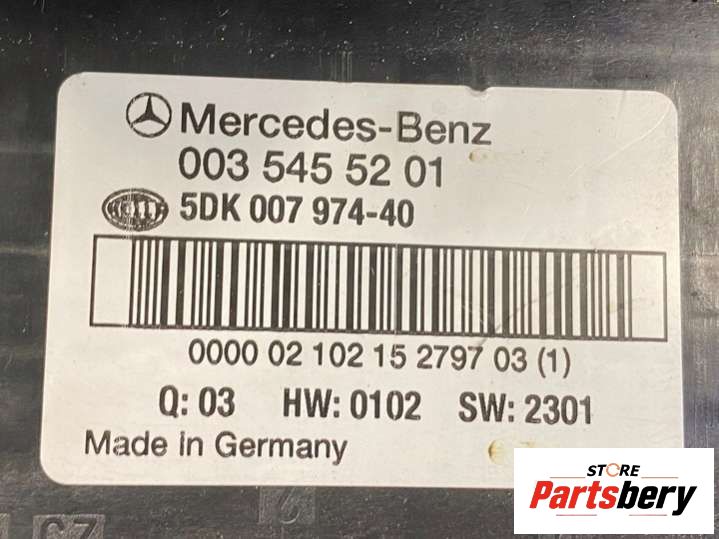 Mercedes-Benz
003 545 52 01
HELLA 5DK 007 974-40
0000 02 102 15 2797 03 (1)
Q: 03 HW: 0102 SW: 2301
Made in Germany
STORE
Partsbery